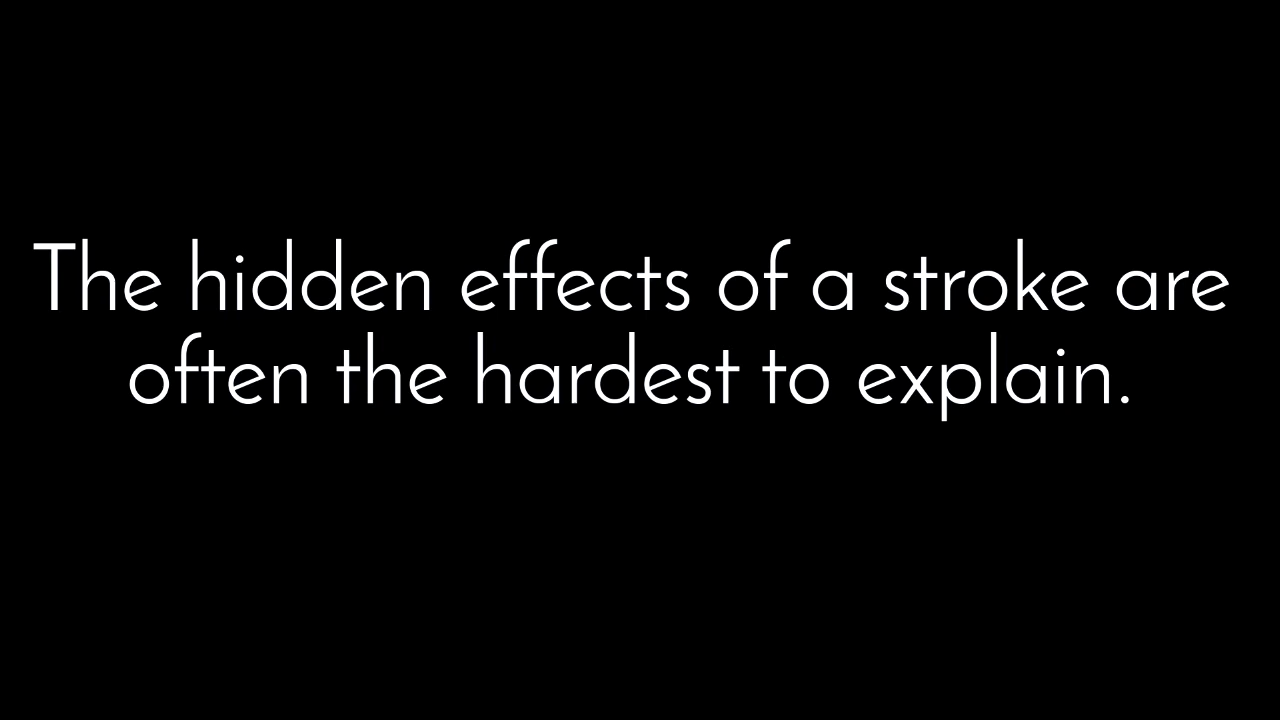 The hidden effects of a stroke are
often the hardest to explain.